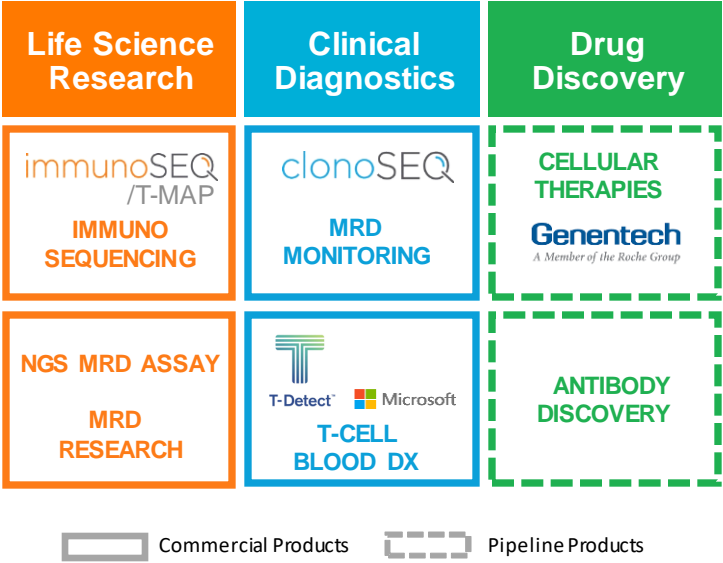 Life Science
Research
Clinical
Diagnostics
Drug
Discovery
immunoSEQ
/T-MAP
IMMUNO
SEQUENCING
clonoSEQ
MRD
MONITORING
CELLULAR
THERAPIES
Genentech
A Member of the Roche Group
NGS MRD ASSAY
MRD
RESEARCH
T-Detect™
Microsoft
T-CELL
BLOOD DX
ANTIBODY
DISCOVERY
Commercial Products
Pipeline Products